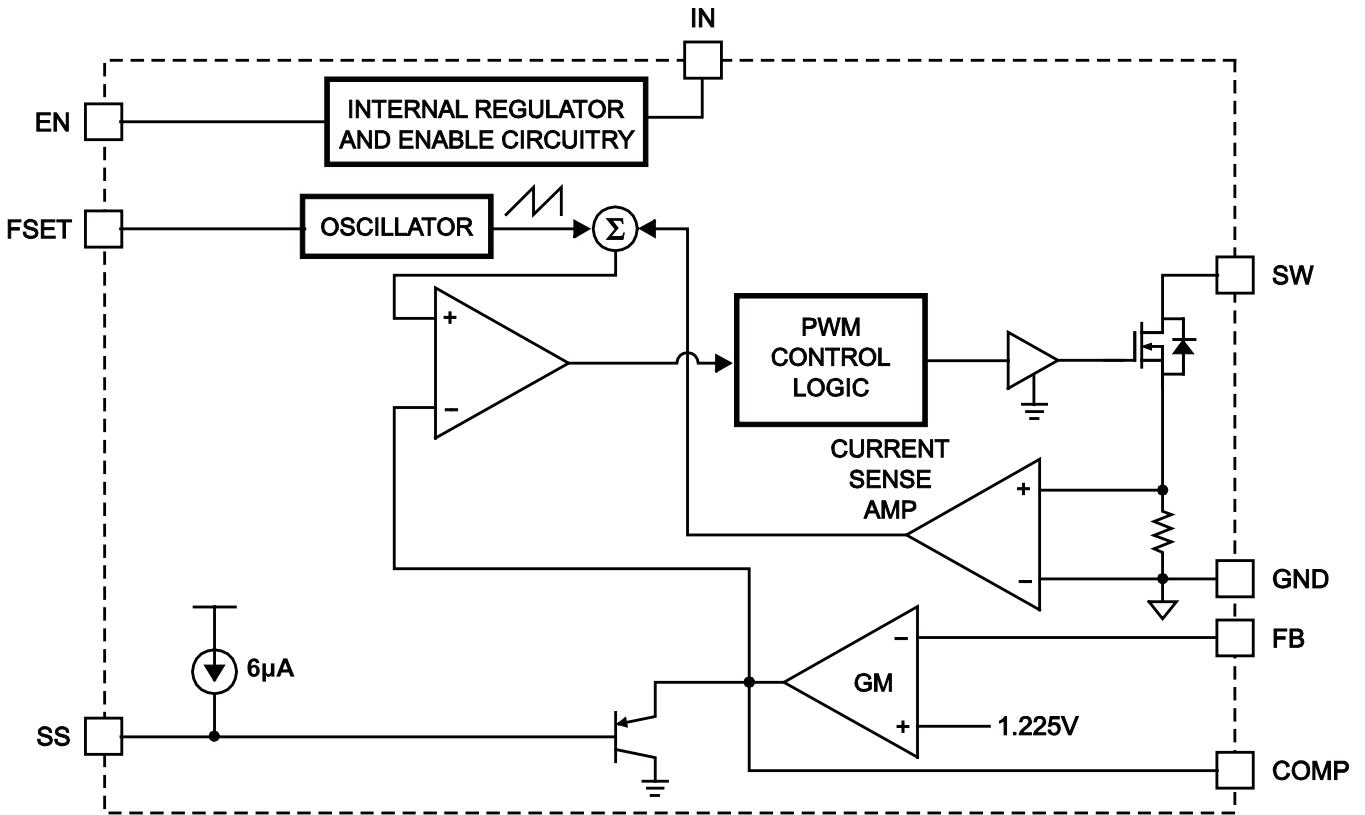 IN
EN
INTERNAL REGULATOR
AND ENABLE CIRCUITRY
FSET
OSCILLATOR
Σ
SW
+
−
PWM
CONTROL
LOGIC
CURRENT
SENSE
AMP
+
−
GND
FB
−
GM
+
1.225V
6µA
SS
COMP